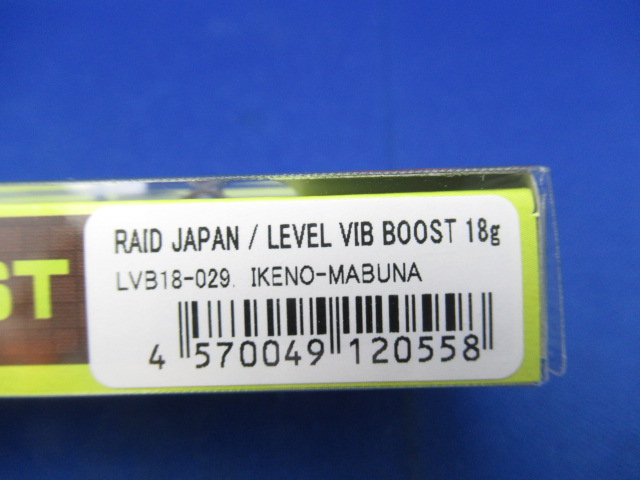 RAID JAPAN / LEVEL VIB BOOST 18g
LVB18-029. IKENO-MABUNA
4 570049 120558
ST